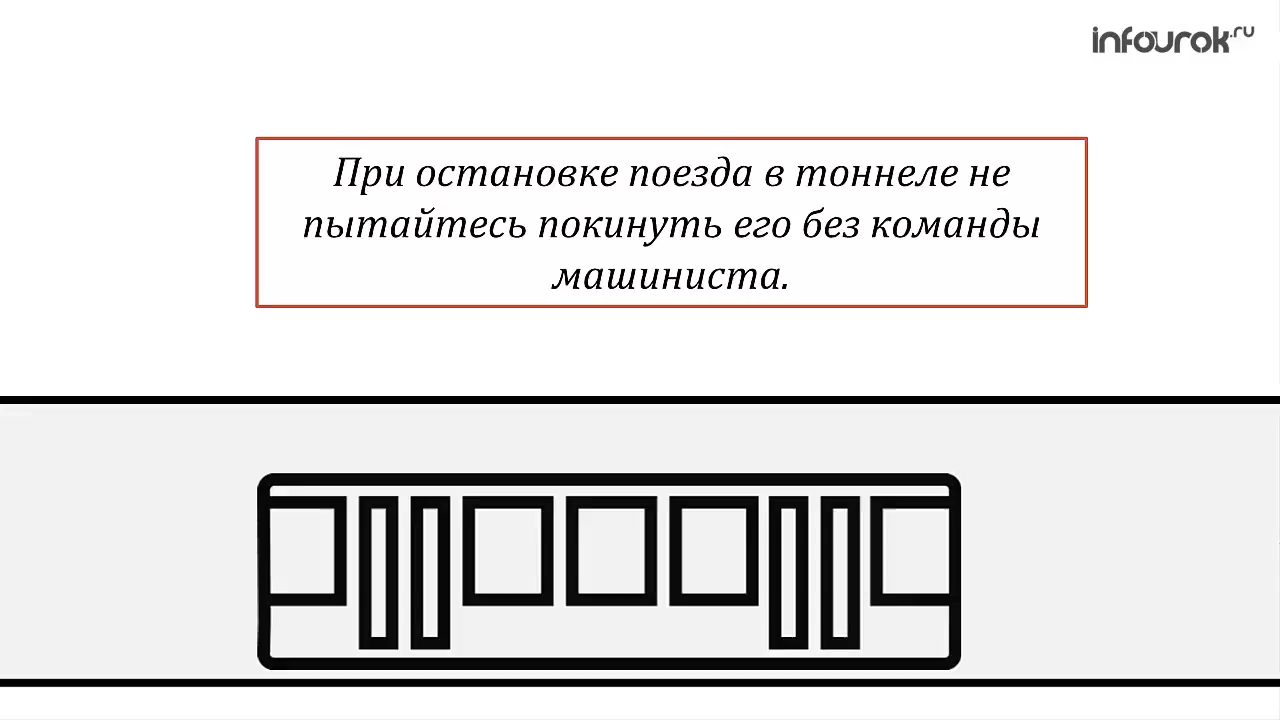 infourok.ru
При остановке поезда в тоннеле не
пытайтесь покинуть его без команды
машиниста.